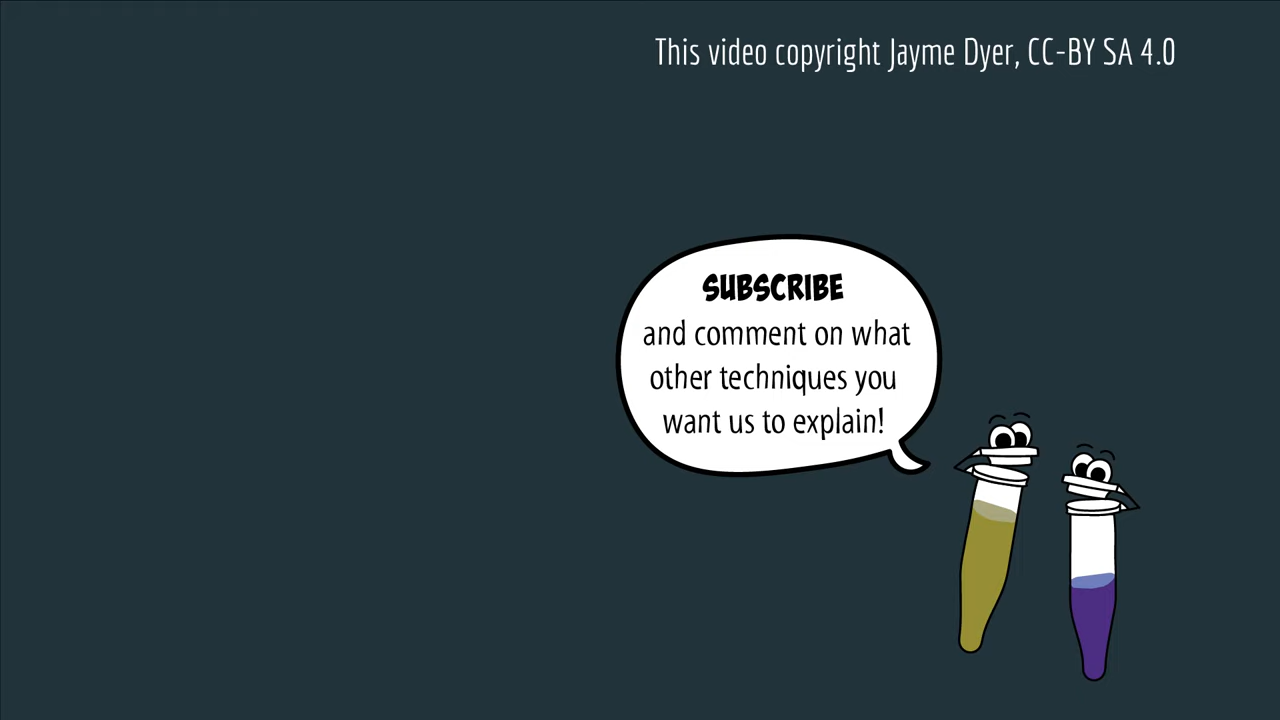 This video copyright Jayme Dyer, CC-BY SA 4.0
SUBSCRIBE
and comment on what
other techniques you
want us to explain!